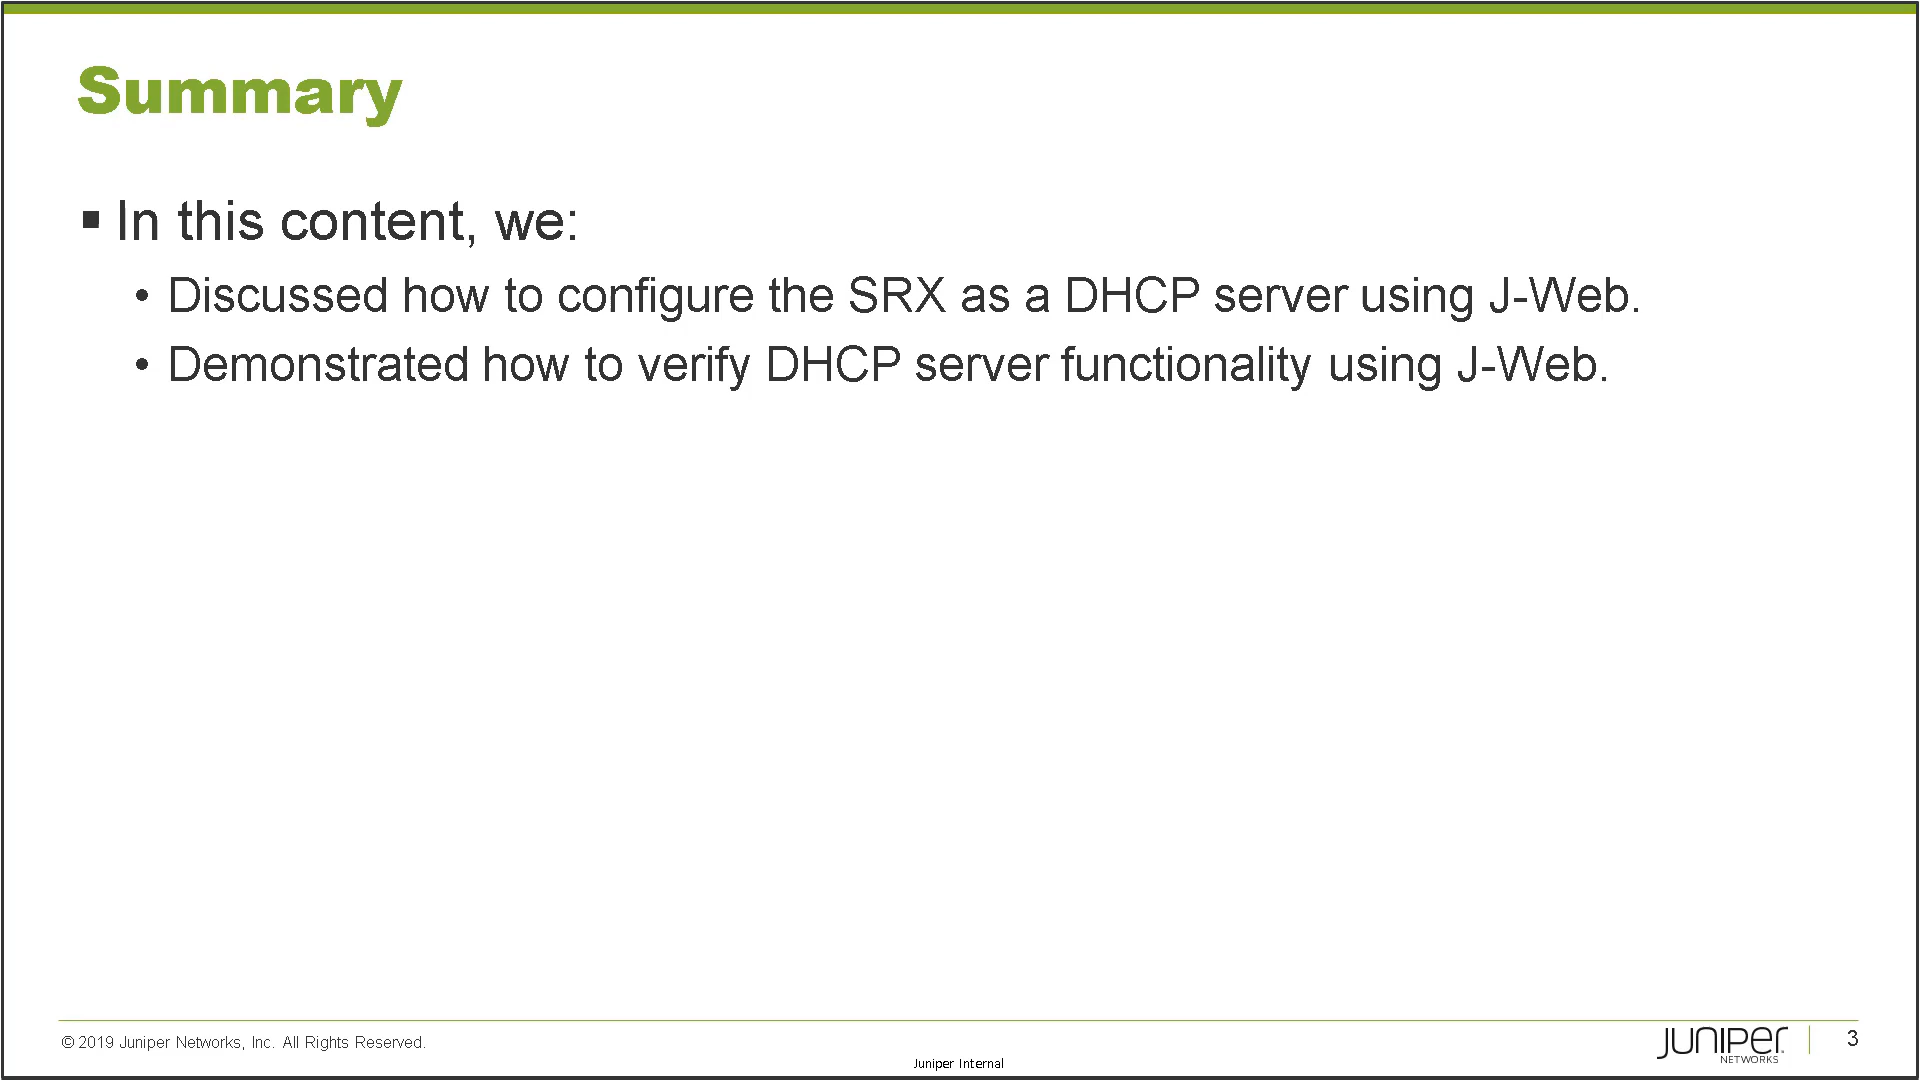 Summary
▪ In this content, we:
• Discussed how to configure the SRX as a DHCP server using J-Web.
• Demonstrated how to verify DHCP server functionality using J-Web.
© 2019 Juniper Networks, Inc. All Rights Reserved.
Juniper Internal
JUNIPER
NETWORKS
3